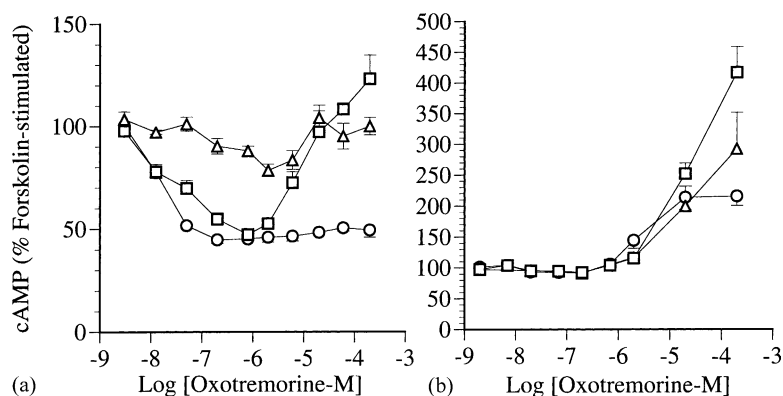 cAMP (% Forskolin-stimulated)
150
100
50
0
-9 -8 -7 -6 -5 -4 -3
Log [Oxotremorine-M]
(a)
500
450
400
350
300
250
200
150
100
50
0
-9 -8 -7 -6 -5 -4 -3
Log [Oxotremorine-M]
(b)